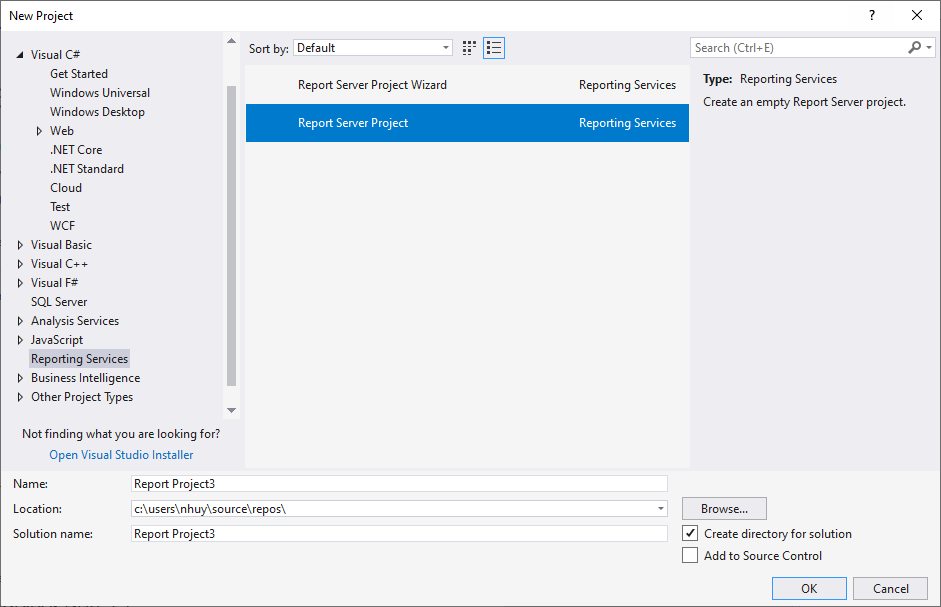 New Project
?
Visual C#
Get Started
Windows Universal
Windows Desktop
Web
.NET Core
.NET Standard
Cloud
Test
WCF
Visual Basic
Visual C++
Visual F#
SQL Server
Analysis Services
JavaScript
Reporting Services
Business Intelligence
Other Project Types
Not finding what you are looking for?
Open Visual Studio Installer
Sort by: Default
Report Server Project Wizard Reporting Services
Report Server Project Reporting Services
Search (Ctrl+E)
Type: Reporting Services
Create an empty Report Server project.
Name: Report Project3
Location: c:\users\nhuy\source\repos\ Browse...
Solution name: Report Project3
Create directory for solution
Add to Source Control
OK Cancel